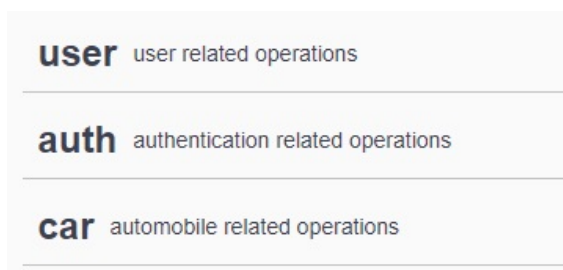 user user related operations
auth authentication related operations
car automobile related operations